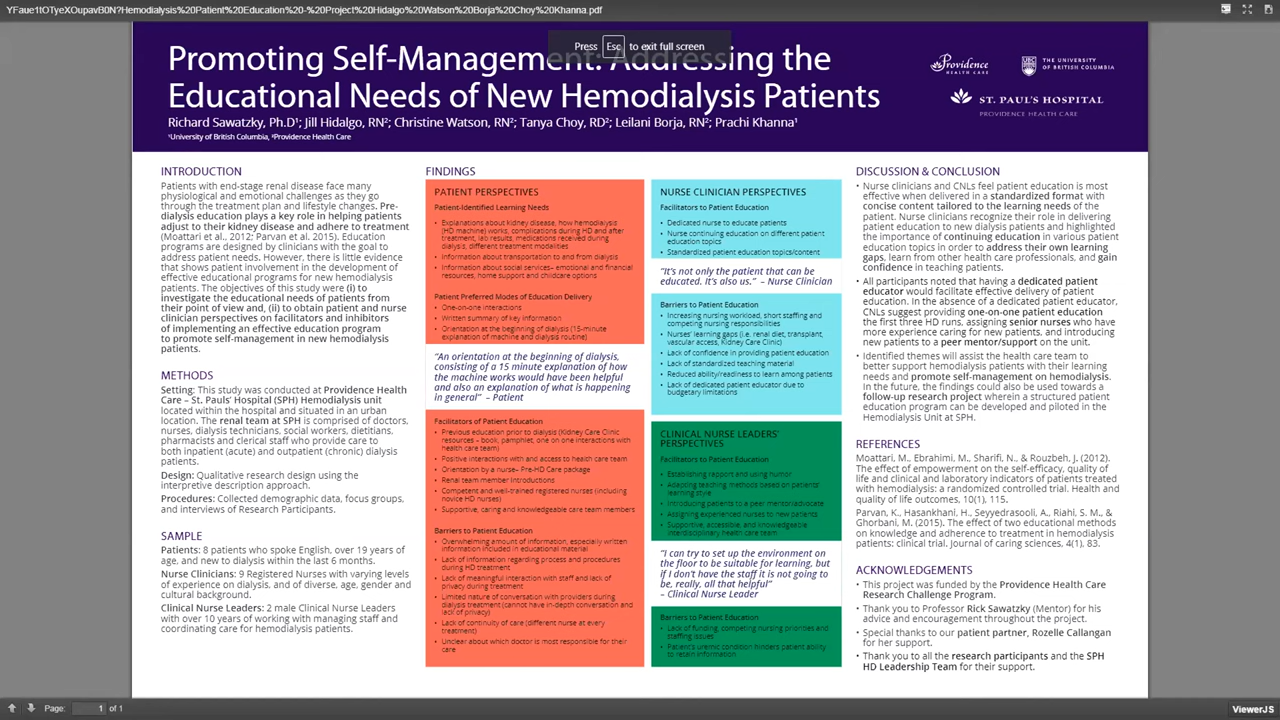 YFaue1tOYeXOupavB0N?Hemodialysis%20Patient%20Education%20-%20Project%20Hidalgo%20Watson%20Borja%20Choy%20Khanna.pdf
Press Esc to exit full screen
Promoting Self-Management: Addressing the
Educational Needs of New Hemodialysis Patients
Richard Sawatzky, Ph.D¹; Jill Hidalgo, RN²; Christine Watson, RN²; Tanya Choy, RD²; Leilani Borja, RN²; Prachi Khanna¹
¹University of British Columbia, ²Providence Health Care
Providence
HEALTH CARE
UBC
THE UNIVERSITY
OF BRITISH COLUMBIA
ST. PAUL'S HOSPITAL
PROVIDENCE HEALTH CARE
INTRODUCTION
Patients with end-stage renal disease face many
physiological and emotional challenges as they go
through the treatment plan and lifestyle changes. Pre-
dialysis education plays a key role in helping patients
adjust to their kidney disease and adhere to treatment
(Moattari et al., 2012; Parvan et al. 2015). Education
programs are designed by clinicians with the goal to
address patient needs. However, there is little evidence
that shows patient involvement in the development of
effective educational programs for new hemodialysis
patients. The objectives of this study were (i) to
investigate the educational needs of patients from
their point of view and, (ii) to obtain patient and nurse
clinician perspectives on facilitators and inhibitors
of implementing an effective education program
to promote self-management in new hemodialysis
patients.
METHODS
Setting: This study was conducted at Providence Health
Care – St. Pauls' Hospital (SPH) Hemodialysis unit
located within the hospital and situated in an urban
location. The renal team at SPH is comprised of doctors,
nurses, dialysis technicians, social workers, dietitians,
pharmacists and clerical staff who provide care to
both inpatient (acute) and outpatient (chronic) dialysis
patients.
Design: Qualitative research design using the
interpretive description approach.
Procedures: Collected demographic data, focus groups,
and interviews of Research Participants.
SAMPLE
Patients: 8 patients who spoke English, over 19 years of
age, and new to dialysis within the last 6 months.
Nurse Clinicians: 9 Registered Nurses with varying levels
of experience on dialysis, and of diverse, age, gender and
cultural background.
Clinical Nurse Leaders: 2 male Clinical Nurse Leaders
with over 10 years of working with managing staff and
coordinating care for hemodialysis patients.
FINDINGS
PATIENT PERSPECTIVES
Patient-Identified Learning Needs
• Explanations about kidney disease, how hemodialysis
(HD machine) works, complications during HD and after
treatment, lab results, medications received during
dialysis, different treatment modalities
• Information about transportation to and from dialysis
• Information about social services– emotional and financial
resources, home support and childcare options
Patient Preferred Modes of Education Delivery
• One-on-one interactions
• Written summary of key information
• Orientation at the beginning of dialysis (15-minute
explanation of machine and dialysis routine)
"An orientation at the beginning of dialysis,
consisting of a 15 minute explanation of how
the machine works would have been helpful
and also an explanation of what is happening
in general" – Patient
Facilitators of Patient Education
• Previous education prior to dialysis (Kidney Care Clinic
resources – book, pamphlet, one on one interactions with
health care team)
• Positive interactions with and access to health care team
• Orientation by a nurse– Pre-HD Care package
• Renal team member Introductions
• Competent and well-trained registered nurses (including
novice HD nurses)
• Supportive, caring and knowledgeable care team members
Barriers to Patient Education
• Overwhelming amount of information, especially written
information included in educational material
• Lack of information regarding process and procedures
during HD treatment
• Lack of meaningful interaction with staff and lack of
privacy during treatment
• Limited nature of conversation with providers during
dialysis treatment (cannot have in-depth conversation and
lack of privacy)
• Lack of continuity of care (different nurse at every
treatment)
• Unclear about which doctor is most responsible for their
care
NURSE CLINICIAN PERSPECTIVES
Facilitators to Patient Education
• Dedicated nurse to educate patients
• Nurse continuing education on different patient
education topics
• Standardized patient education topics/content
"It's not only the patient that can be
educated. It's also us." – Nurse Clinician
Barriers to Patient Education
• Increasing nursing workload, short staffing and
competing nursing responsibilities
• Nurses' learning gaps (i.e. renal diet, transplant,
vascular access, Kidney Care Clinic)
• Lack of confidence in providing patient education
• Lack of standardized teaching material
• Reduced ability/readiness to learn among patients
• Lack of dedicated patient educator due to
budgetary limitations
CLINICAL NURSE LEADERS'
PERSPECTIVES
Facilitators to Patient Education
• Establishing rapport and using humor
• Adapting teaching methods based on patients'
learning style
• Introducing patients to a peer mentor/advocate
• Assigning experienced nurses to new patients
• Supportive, accessible, and knowledgeable
interdisciplinary health care team
"I can try to set up the environment on
the floor to be suitable for learning, but
if I don't have the staff it is not going to
be, really, all that helpful"
– Clinical Nurse Leader
Barriers to Patient Education
• Lack of funding, competing nursing priorities and
staffing issues
• Patient's uremic condition hinders patient ability
to retain information
DISCUSSION & CONCLUSION
• Nurse clinicians and CNLs feel patient education is most
effective when delivered in a standardized format with
concise content tailored to the learning needs of the
patient. Nurse clinicians recognize their role in delivering
patient education to new dialysis patients and highlighted
the importance of continuing education in various patient
education topics in order to address their own learning
gaps, learn from other health care professionals, and gain
confidence in teaching patients.
• All participants noted that having a dedicated patient
educator would facilitate effective delivery of patient
education. In the absence of a dedicated patient educator,
CNLs suggest providing one-on-one patient education
the first three HD runs, assigning senior nurses who have
more experience caring for new patients, and introducing
new patients to a peer mentor/support on the unit.
• Identified themes will assist the health care team to
better support hemodialysis patients with their learning
needs and promote self-management on hemodialysis.
In the future, the findings could also be used towards a
follow-up research project wherein a structured patient
education program can be developed and piloted in the
Hemodialysis Unit at SPH.
REFERENCES
Moattari, M., Ebrahimi, M., Sharifi, N., & Rouzbeh, J. (2012).
The effect of empowerment on the self-efficacy, quality of
life and clinical and laboratory indicators of patients treated
with hemodialysis: a randomized controlled trial. Health and
quality of life outcomes, 10(1), 115.
Parvan, K., Hasankhani, H., Seyyedrasooli, A., Riahi, S. M., &
Ghorbani, M. (2015). The effect of two educational methods
on knowledge and adherence to treatment in hemodialysis
patients: clinical trial. Journal of caring sciences, 4(1), 83.
ACKNOWLEDGEMENTS
• This project was funded by the Providence Health Care
Research Challenge Program.
• Thank you to Professor Rick Sawatzky (Mentor) for his
advice and encouragement throughout the project.
• Special thanks to our patient partner, Rozelle Callangan
for her support.
• Thank you to all the research participants and the SPH
HD Leadership Team for their support.
Page: 1 of 1
ViewerJS